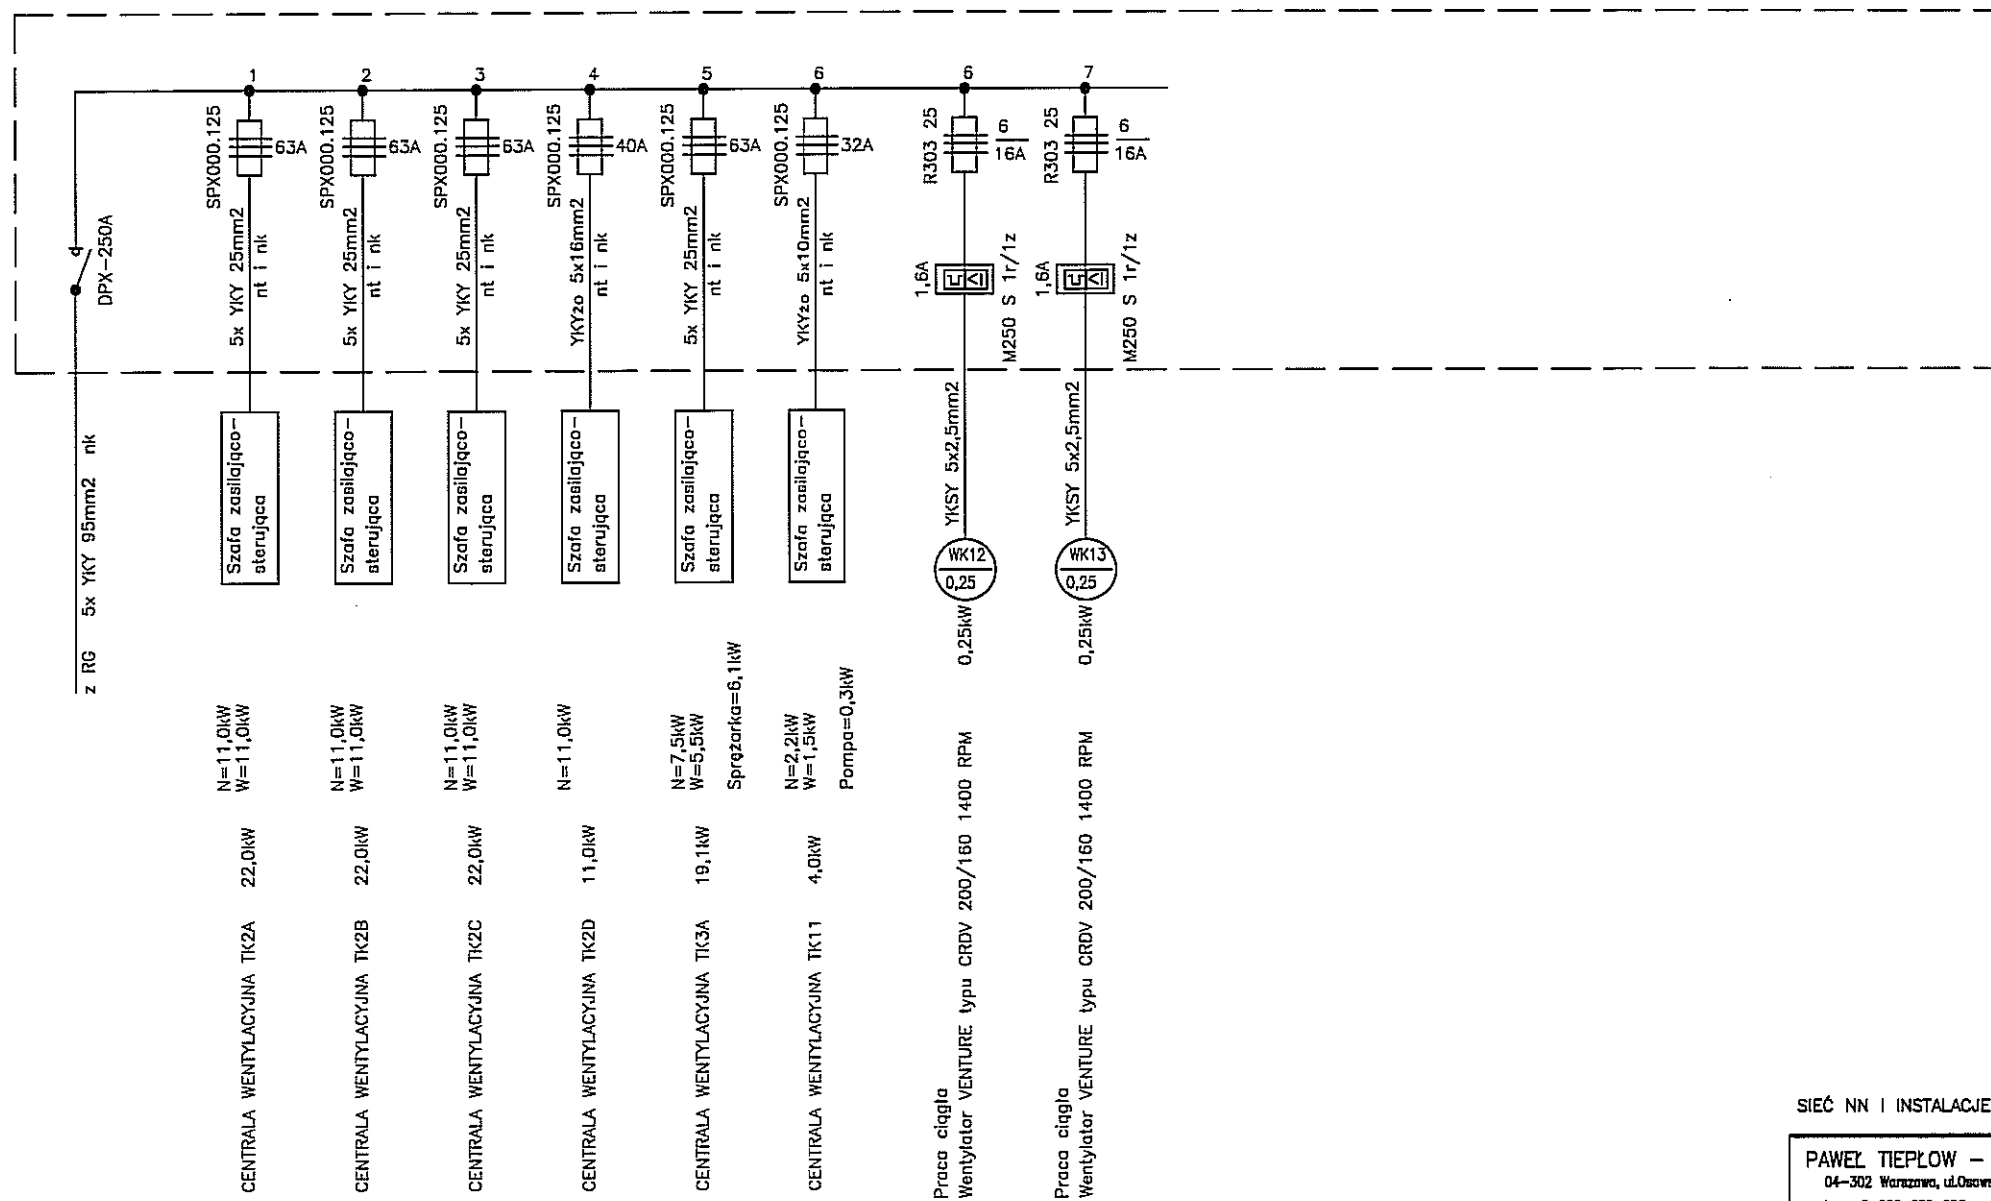 1
2
3
4
5
6
6
7
SPX000.125
63A
SPX000.125
63A
SPX000.125
63A
SPX000.125
40A
SPX000.125
63A
SPX000.125
32A
R303 25
6
16A
R303 25
6
16A
DPX-250A
5x YKY 25mm2
nt i nk
5x YKY 25mm2
nt i nk
5x YKY 25mm2
nt i nk
YKYżo 5x16mm2
nt i nk
5x YKY 25mm2
nt i nk
YKYżo 5x10mm2
nt i nk
1,6A
M250 S 1r/1z
1,6A
M250 S 1r/1z
z RG 5x YKY 95mm2 nk
Szafa zasilająco-
sterująca
Szafa zasilająco-
sterująca
Szafa zasilająco-
sterująca
Szafa zasilająco-
sterująca
Szafa zasilająco-
sterująca
Szafa zasilająco-
sterująca
YKSY 5x2,5mm2
YKSY 5x2,5mm2
WK12
0,25
WK13
0,25
0,25kW
0,25kW
N=11,0kW
W=11,0kW
N=11,0kW
W=11,0kW
N=11,0kW
W=11,0kW
N=11,0kW
N=7,5kW
W=5,5kW
Sprężarka=6,1kW
N=2,2kW
W=1,5kW
Pompa=0,3kW
CENTRALA WENTYLACYJNA TK2A 22,0kW
CENTRALA WENTYLACYJNA TK2B 22,0kW
CENTRALA WENTYLACYJNA TK2C 22,0kW
CENTRALA WENTYLACYJNA TK2D 11,0kW
CENTRALA WENTYLACYJNA TK3A 19,1kW
CENTRALA WENTYLACYJNA TK11 4,0kW
Praca ciągła
Wentylator VENTURE typu CRDV 200/160 1400 RPM
Praca ciągła
Wentylator VENTURE typu CRDV 200/160 1400 RPM
SIEĆ NN I INSTALACJE
PAWEŁ TIEPŁOW -
04-302 Warszawa, ul.Osows